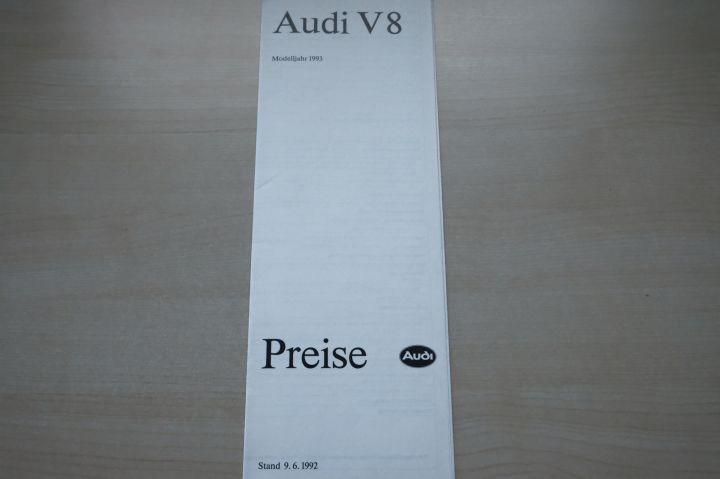 Audi V8
Modelljahr 1993
Preise
Audi
Stand 9.6.1992